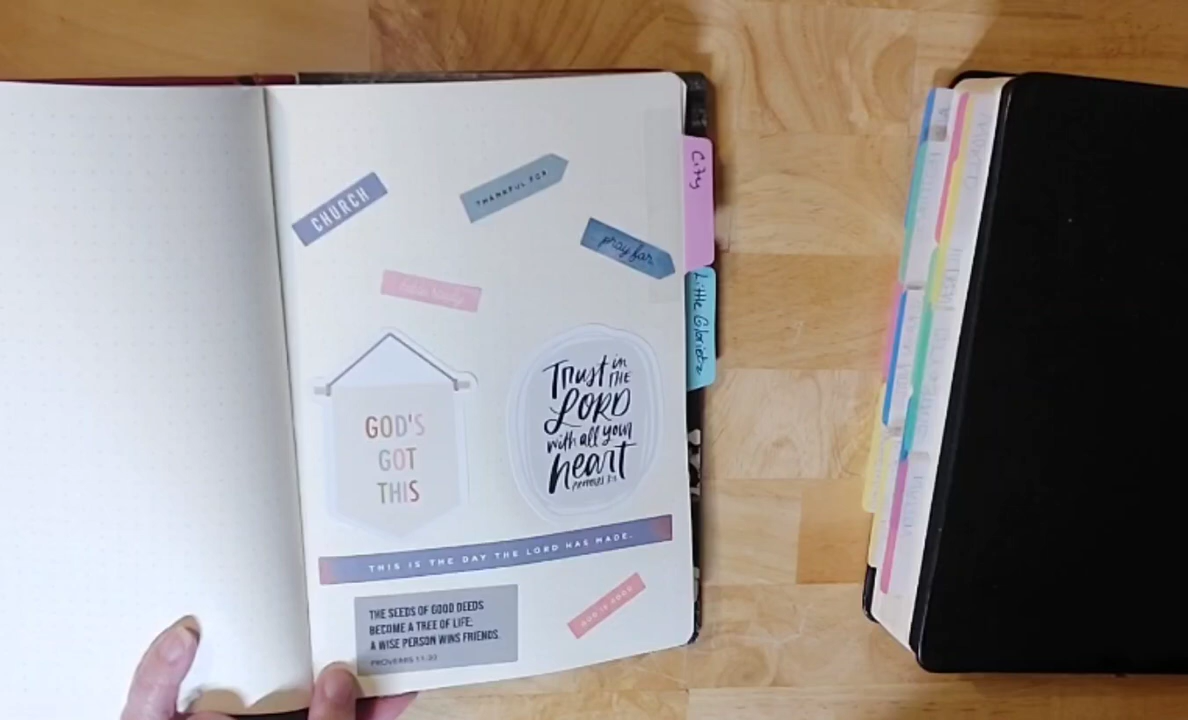 CHURCH
THANKFUL FOR
pray for
City
Little Glorietz
GOD'S
GOT
THIS
Trust in
THE
LORD
with all your
heart
THIS IS THE DAY THE LORD HAS MADE.
THE SEEDS OF GOOD DEEDS
BECOME A TREE OF LIFE;
A WISE PERSON WINS FRIENDS.
PROVERBS 11:30
GOD IS GOOD